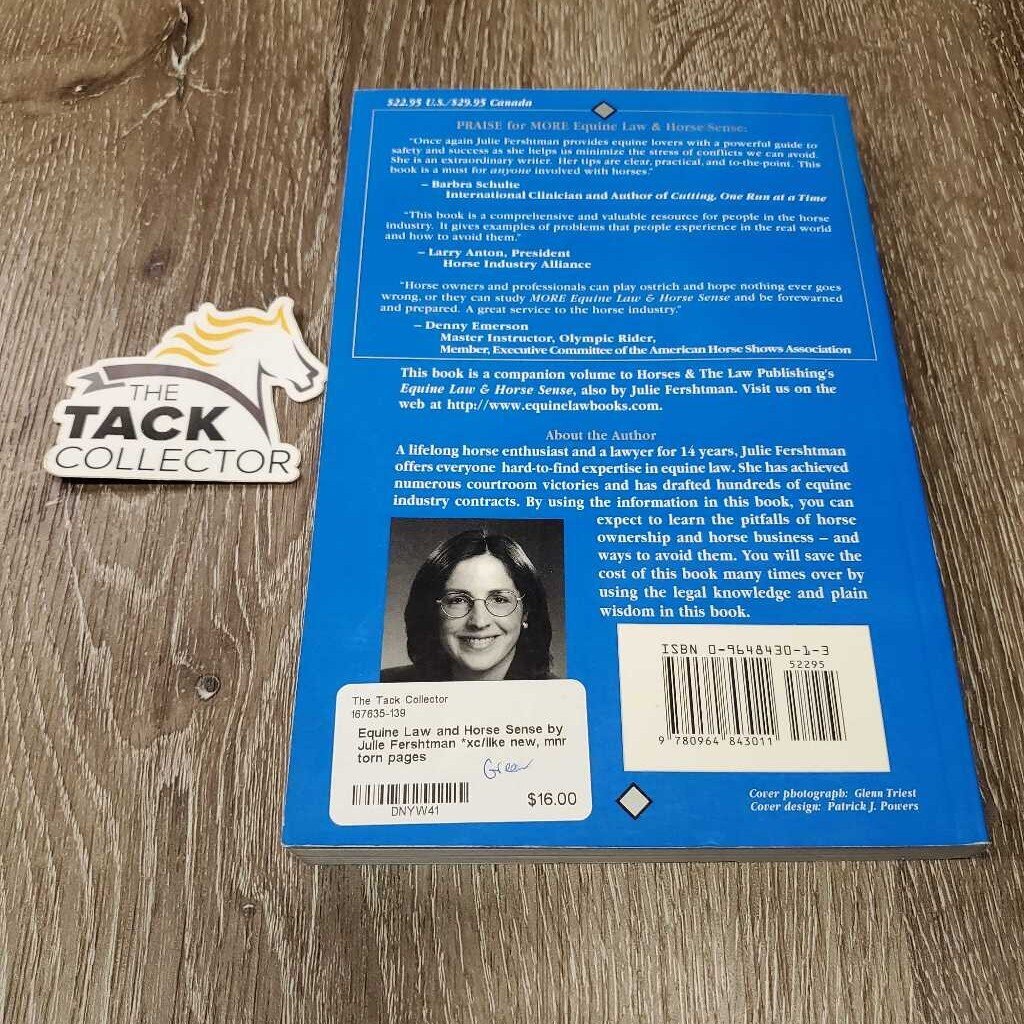 THE
TACK
COLLECTOR
$22.95 U.S./$29.95 Canada
PRAISE for MORE Equine Law & Horse Sense:
"Once again Julie Fershtman provides equine lovers with a powerful guide to
safety and success as she helps us minimize the stress of conflicts we can avoid.
She is an extraordinary writer. Her tips are clear, practical, and to-the-point. This
book is a must for anyone involved with horses."
– Barbra Schulte
International Clinician and Author of Cutting, One Run at a Time
"This book is a comprehensive and valuable resource for people in the horse
industry. It gives examples of problems that people experience in the real world
and how to avoid them."
– Larry Anton, President
Horse Industry Alliance
"Horse owners and professionals can play ostrich and hope nothing ever goes
wrong, or they can study MORE Equine Law & Horse Sense and be forewarned
and prepared. A great service to the horse industry."
– Denny Emerson
Master Instructor, Olympic Rider,
Member, Executive Committee of the American Horse Shows Association
This book is a companion volume to Horses & The Law Publishing's
Equine Law & Horse Sense, also by Julie Fershtman. Visit us on the
web at http://www.equinelawbooks.com.
About the Author
A lifelong horse enthusiast and a lawyer for 14 years, Julie Fershtman
offers everyone hard-to-find expertise in equine law. She has achieved
numerous courtroom victories and has drafted hundreds of equine
industry contracts. By using the information in this book, you can
expect to learn the pitfalls of horse
ownership and horse business – and
ways to avoid them. You will save the
cost of this book many times over by
using the legal knowledge and plain
wisdom in this book.
ISBN 0-9648430-1-3
52295
9 780964 843011
The Tack Collector
167635-139
Equine Law and Horse Sense by
Julie Fershtman *xc/like new, mnr
torn pages
Green
$16.00
DNYW41
Cover photograph: Glenn Triest
Cover design: Patrick J. Powers